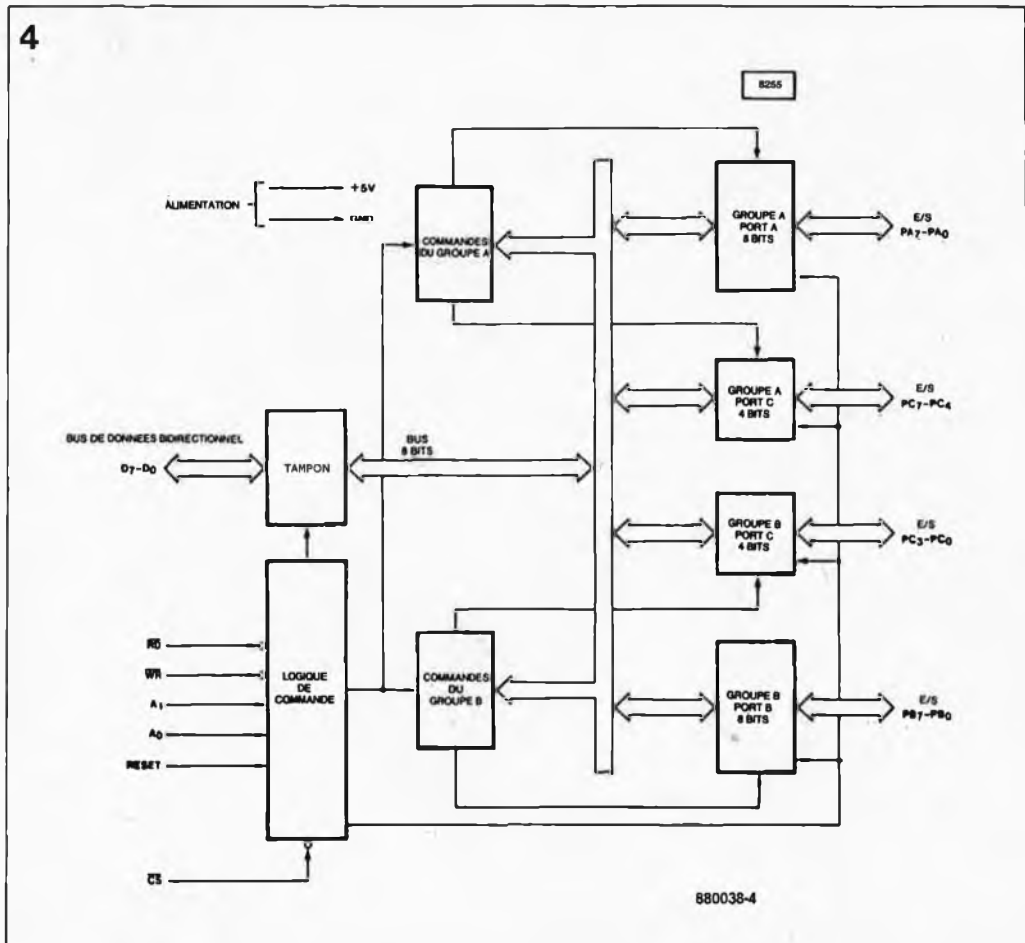 4
8255
ALIMENTATION
+5V
GND
COMMANDES
DU GROUPE A
GROUPE A
PORT A
8 BITS
E/S
PA7-PA0
GROUPE A
PORT C
4 BITS
E/S
PC7-PC4
BUS DE DONNEES BIDIRECTIONNEL
D7-D0
TAMPON
BUS
8 BITS
GROUPE B
PORT C
4 BITS
E/S
PC3-PC0
RD
WR
A1
A0
RESET
CS
LOGIQUE
DE
COMMANDE
COMMANDES
DU
GROUPE B
GROUPE B
PORT B
8 BITS
E/S
PB7-PB0
880038-4